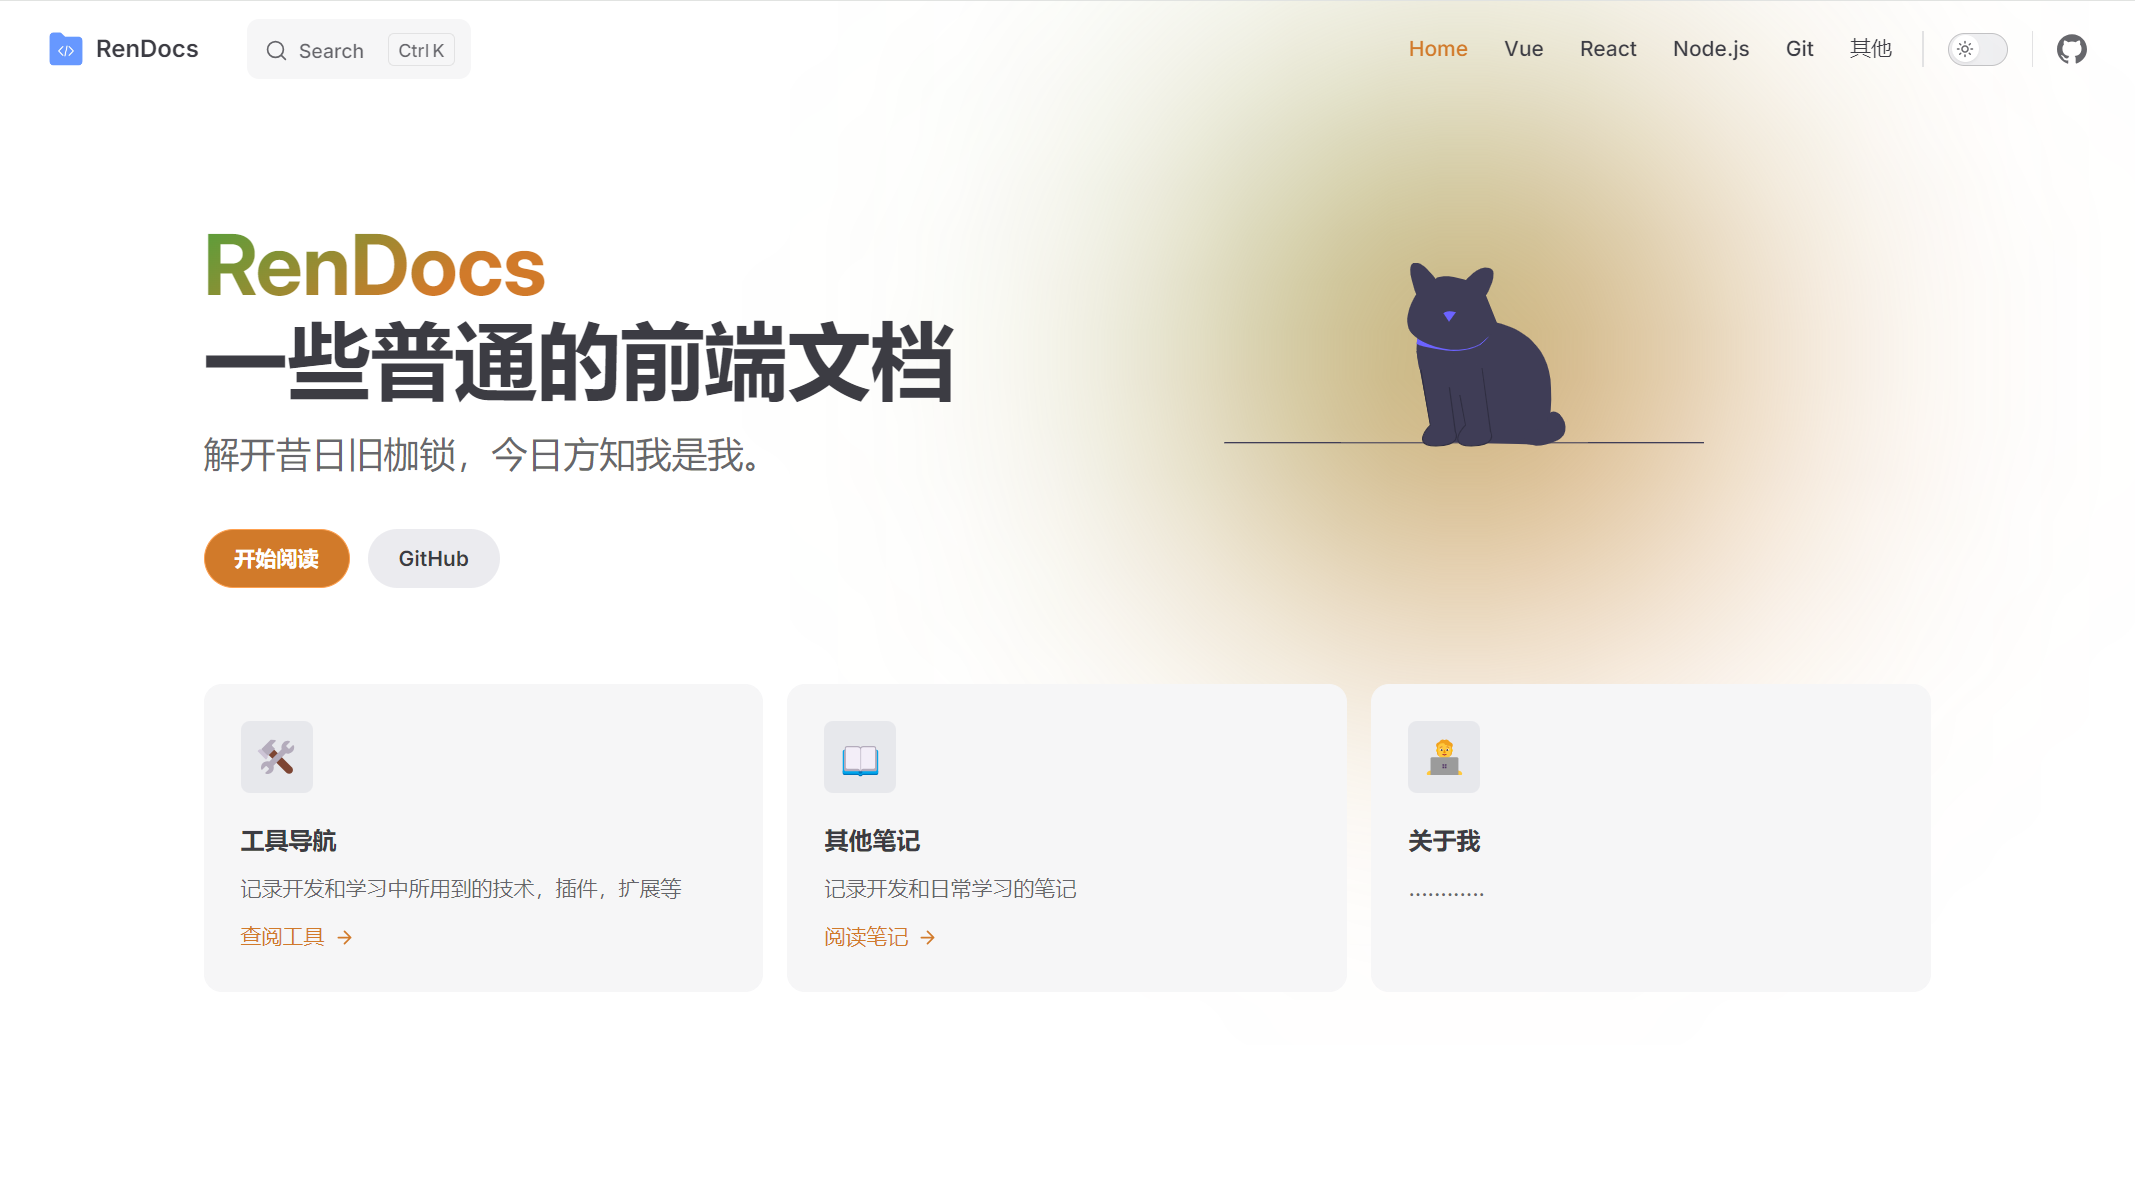 RenDocs
Search
Ctrl K
Home
Vue
React
Node.js
Git
其他
RenDocs
一些普通的前端文档
解开昔日旧枷锁，今日方知我是我。
开始阅读
GitHub
工具导航
记录开发和学习中所用到的技术，插件，扩展等
查阅工具 →
其他笔记
记录开发和日常学习的笔记
阅读笔记 →
关于我
············